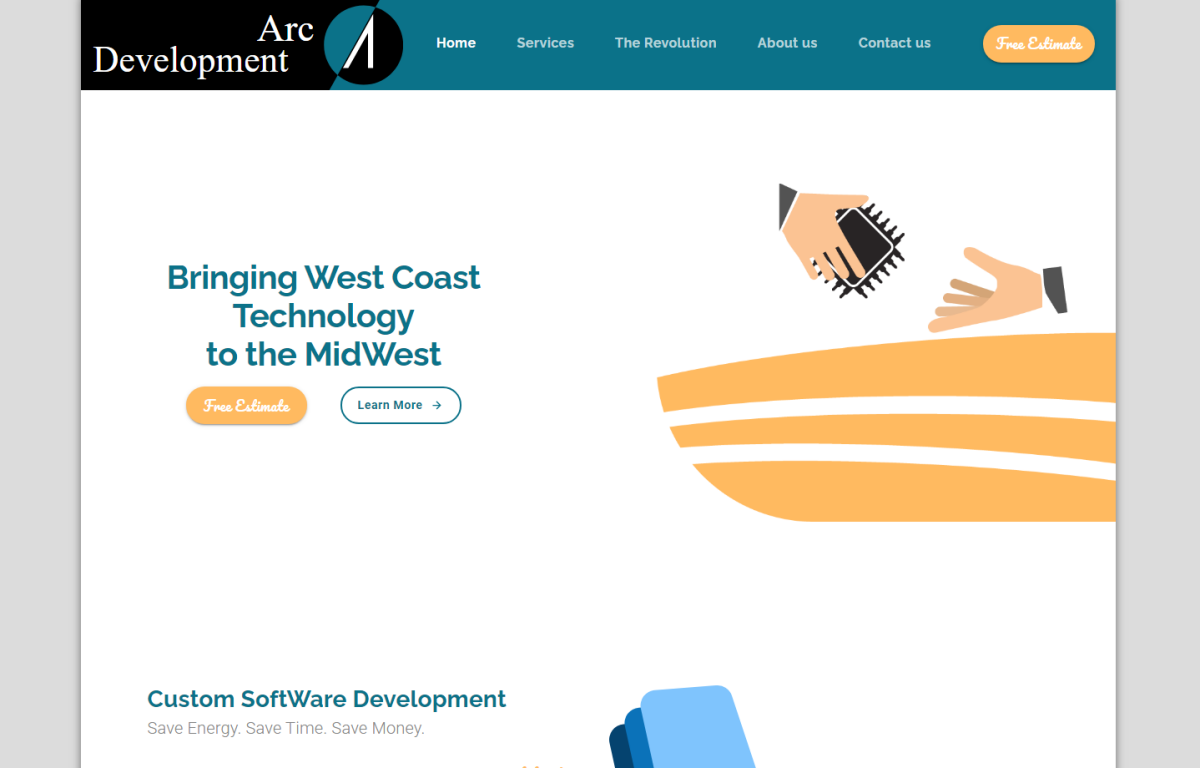 Arc
Development
Home
Services
The Revolution
About us
Contact us
Free Estimate
Bringing West Coast
Technology
to the MidWest
Free Estimate
Learn More →
Custom SoftWare Development
Save Energy. Save Time. Save Money.